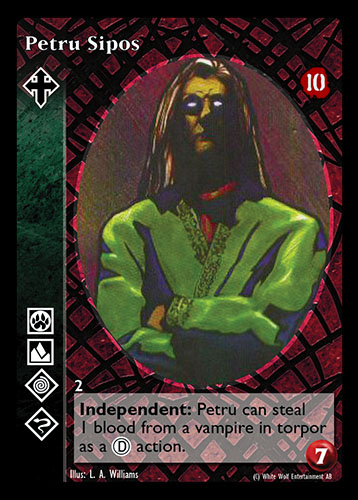 Petru Sipos
10
2
Independent: Petru can steal
1 blood from a vampire in torpor
as a Ⓓ action.
7
Illus: L. A. Williams
(C) White Wolf Entertainment AB